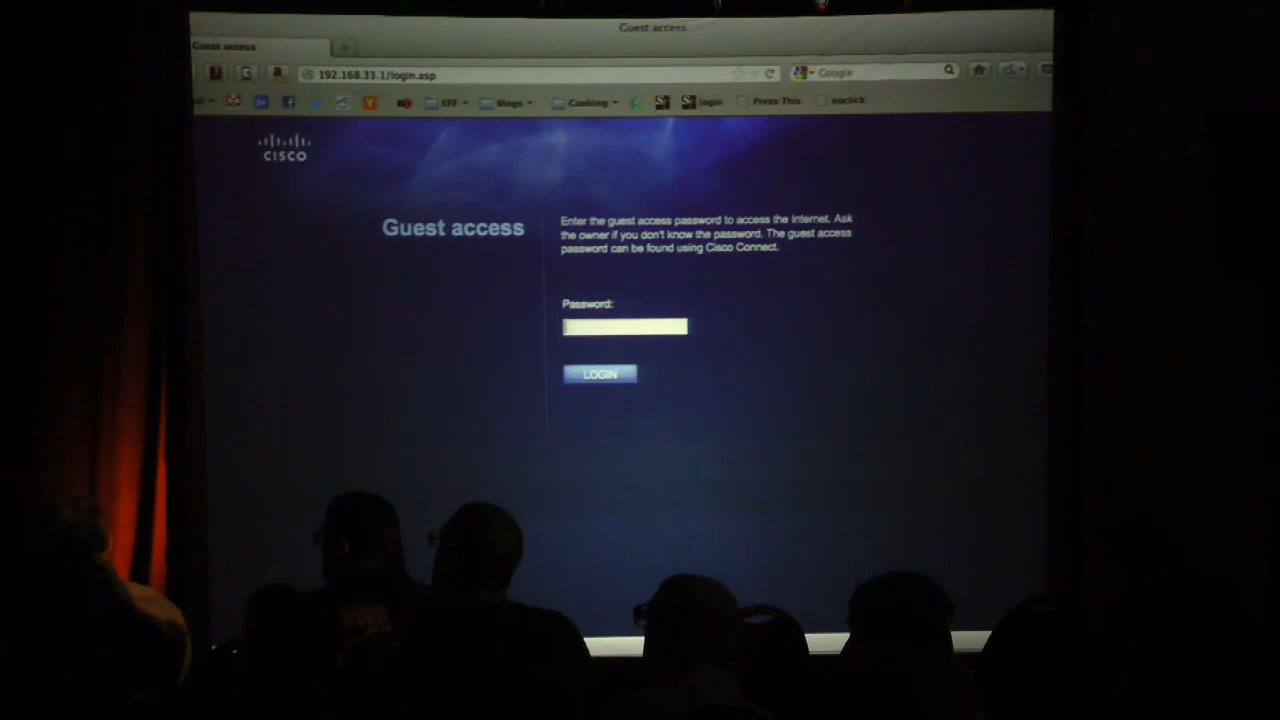 Guest access
Guest access
192.168.33.1/login.asp
Google
EFF
Blogs
Cooking
login
Press This
CISCO
Guest access
Enter the guest access password to access the Internet. Ask
the owner if you don't know the password. The guest access
password can be found using Cisco Connect.
Password:
LOGIN